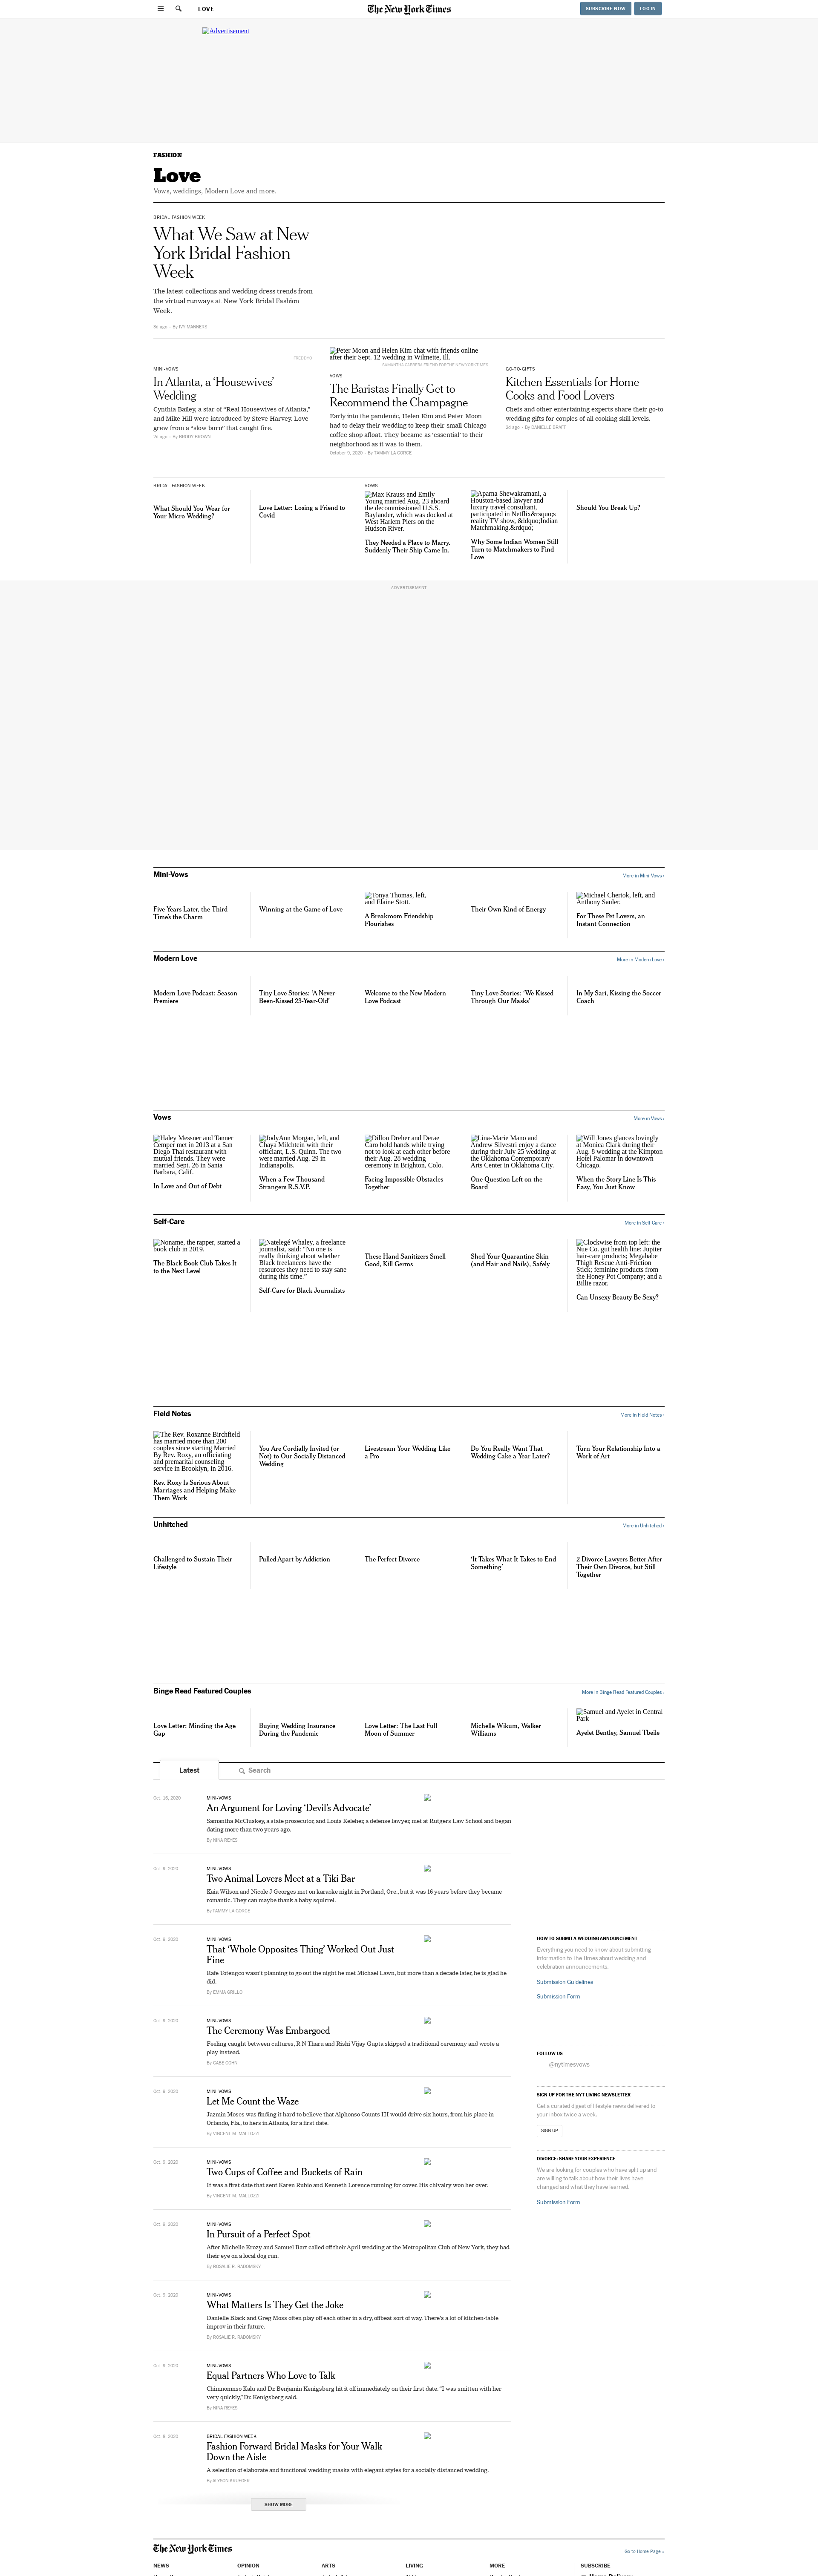 LOVE
The New York Times
SUBSCRIBE NOW
LOG IN
Advertisement
FASHION
Love
Vows, weddings, Modern Love and more.
BRIDAL FASHION WEEK
What We Saw at New
York Bridal Fashion
Week
The latest collections and wedding dress trends from
the virtual runways at New York Bridal Fashion
Week.
5d ago - By IVY MANNERS
PRESSIYO
MINI-VOWS
In Atlanta, a ‘Housewives’
Wedding
Cynthia Bailey, a star of “Real Housewives of Atlanta,”
and Mike Hill were introduced by Steve Harvey. Love
grew from a “slow burn” that caught fire.
2d ago - By BRODY BROWN
Peter Moon and Helen Kim chat with friends online
after their Sept. 12 wedding in Wilmette, Ill.
SAMANTHA CABRERA FRIEND FOR THE NEW YORK TIMES
VOWS
The Baristas Finally Get to
Recommend the Champagne
Early into the pandemic, Helen Kim and Peter Moon
had to delay their wedding to keep their small Chicago
coffee shop afloat. They became as ‘essential’ to their
neighborhood as it was to them.
October 9, 2020 - By TAMMY LA GORCE
GO-TO-GIFTS
Kitchen Essentials for Home
Cooks and Food Lovers
Chefs and other entertaining experts share their go-to
wedding gifts for couples of all cooking skill levels.
2d ago - By DANIELLE BRAFF
BRIDAL FASHION WEEK
What Should You Wear for
Your Micro Wedding?
Love Letter: Losing a Friend to
Covid
VOWS
Max Krauss and Emily
Young married Aug. 23 aboard
the decommissioned U.S.S.
Baylander, which was docked at
West Harlem Piers on the
Hudson River.
They Needed a Place to Marry.
Suddenly Their Ship Came In.
Aparna Shewakramani, a
Houston-based lawyer and
luxury travel consultant,
participated in Netflix&rsquo;s
reality TV show, &ldquo;Indian
Matchmaking.&rdquo;
Why Some Indian Women Still
Turn to Matchmakers to Find
Love
Should You Break Up?
ADVERTISEMENT
Mini-Vows
More in Mini-Vows ›
Five Years Later, the Third
Time’s the Charm
Winning at the Game of Love
Tonya Thomas, left,
and Elaine Stott.
A Breakroom Friendship
Flourishes
Their Own Kind of Energy
Michael Chertok, left, and
Anthony Sauler.
For These Pet Lovers, an
Instant Connection
Modern Love
More in Modern Love ›
Modern Love Podcast: Season
Premiere
Tiny Love Stories: ‘A Never-
Been-Kissed 23-Year-Old’
Welcome to the New Modern
Love Podcast
Tiny Love Stories: ‘We Kissed
Through Our Masks’
In My Sari, Kissing the Soccer
Coach
Vows
More in Vows ›
Haley Messner and Tanner
Cemper met in 2013 at a San
Diego Thai restaurant with
mutual friends. They were
married Sept. 26 in Santa
Barbara, Calif.
In Love and Out of Debt
JodyAnn Morgan, left, and
Chaya Milchtein with their
officiant, L.S. Quinn. The two
were married Aug. 29 in
Indianapolis.
When a Few Thousand
Strangers R.S.V.P.
Dillon Dreher and Derae
Caro hold hands while trying
not to look at each other before
their Aug. 28 wedding
ceremony in Brighton, Colo.
Facing Impossible Obstacles
Together
Lina-Marie Mano and
Andrew Silvestri enjoy a dance
during their July 25 wedding at
the Oklahoma Contemporary
Arts Center in Oklahoma City.
One Question Left on the
Board
Will Jones glances lovingly
at Monica Clark during their
Aug. 8 wedding at the Kimpton
Hotel Palomar in downtown
Chicago.
When the Story Line Is This
Easy, You Just Know
Self-Care
More in Self-Care ›
Noname, the rapper, started a
book club in 2019.
The Black Book Club Takes It
to the Next Level
Natelegé Whaley, a freelance
journalist, said: “No one is
really thinking about whether
Black freelancers have the
resources they need to stay sane
during this time.”
Self-Care for Black Journalists
These Hand Sanitizers Smell
Good, Kill Germs
Shed Your Quarantine Skin
(and Hair and Nails), Safely
Clockwise from top left: the
Nue Co. gut health line; Jupiter
hair-care products; Megababe
Thigh Rescue Anti-Friction
Stick; feminine products from
the Honey Pot Company; and a
Billie razor.
Can Unsexy Beauty Be Sexy?
Field Notes
More in Field Notes ›
The Rev. Roxanne Birchfield
has married more than 200
couples since starting Married
By Rev. Roxy, an officiating
and premarital counseling
service in Brooklyn, in 2016.
Rev. Roxy Is Serious About
Marriages and Helping Make
Them Work
You Are Cordially Invited (or
Not) to Our Socially Distanced
Wedding
Livestream Your Wedding Like
a Pro
Do You Really Want That
Wedding Cake a Year Later?
Turn Your Relationship Into a
Work of Art
Unhitched
More in Unhitched ›
Challenged to Sustain Their
Lifestyle
Pulled Apart by Addiction
The Perfect Divorce
‘It Takes What It Takes to End
Something’
2 Divorce Lawyers Better After
Their Own Divorce, but Still
Together
Binge Read Featured Couples
More in Binge Read Featured Couples ›
Love Letter: Minding the Age
Gap
Buying Wedding Insurance
During the Pandemic
Love Letter: The Last Full
Moon of Summer
Michelle Wikum, Walker
Williams
Samuel and Ayelet in Central
Park
Ayelet Bentley, Samuel Tbeile
Latest
Search
Oct. 16, 2020
MINI-VOWS
An Argument for Loving ‘Devil’s Advocate’
Samantha McCluskey, a state prosecutor, and Louis Keleher, a defense lawyer, met at Rutgers Law School and began
dating more than two years ago.
By NINA REYES
Oct. 9, 2020
MINI-VOWS
Two Animal Lovers Meet at a Tiki Bar
Kaia Wilson and Nicole J Georges met on karaoke night in Portland, Ore., but it was 16 years before they became
romantic. They can maybe thank a baby squirrel.
By TAMMY LA GORCE
Oct. 9, 2020
MINI-VOWS
That ‘Whole Opposites Thing’ Worked Out Just
Fine
Rafe Totengco wasn’t planning to go out the night he met Michael Lawn, but more than a decade later, he is glad he
did.
By EMMA GRILLO
Oct. 9, 2020
MINI-VOWS
The Ceremony Was Embargoed
Feeling caught between cultures, R N Tharu and Rishi Vijay Gupta skipped a traditional ceremony and wrote a
play instead.
By GABE COHN
Oct. 9, 2020
MINI-VOWS
Let Me Count the Waze
Jazmin Moses was finding it hard to believe that Alphonso Counts III would drive six hours, from his place in
Orlando, Fla., to hers in Atlanta, for a first date.
By VINCENT M. MALLOZZI
Oct. 9, 2020
MINI-VOWS
Two Cups of Coffee and Buckets of Rain
It was a first date that sent Karen Rubio and Kenneth Lorence running for cover. His chivalry won her over.
By VINCENT M. MALLOZZI
Oct. 9, 2020
MINI-VOWS
In Pursuit of a Perfect Spot
After Michelle Krozy and Samuel Bart called off their April wedding at the Metropolitan Club of New York, they had
their eye on a local dog run.
By ROSALIE R. RADOMSKY
Oct. 9, 2020
MINI-VOWS
What Matters Is They Get the Joke
Danielle Black and Greg Moss often play off each other in a dry, offbeat sort of way. There’s a lot of kitchen-table
improv in their future.
By ROSALIE R. RADOMSKY
Oct. 9, 2020
MINI-VOWS
Equal Partners Who Love to Talk
Chinnonmso Kalu and Dr. Benjamin Kenigsberg hit it off immediately on their first date. “I was smitten with her
very quickly,” Dr. Kenigsberg said.
By NINA REYES
Oct. 8, 2020
BRIDAL FASHION WEEK
Fashion Forward Bridal Masks for Your Walk
Down the Aisle
A selection of elaborate and functional wedding masks with elegant styles for a socially distanced wedding.
By ALYSON KRUEGER
SHOW MORE
HOW TO SUBMIT A WEDDING ANNOUNCEMENT
Everything you need to know about submitting
information to The Times about wedding and
celebration announcements.
Submission Guidelines
Submission Form
FOLLOW US
@nytimesvows
SIGN UP FOR THE NYT LIVING NEWSLETTER
Get a curated digest of lifestyle news delivered to
your inbox twice a week.
SIGN UP
DIVORCE: SHARE YOUR EXPERIENCE
We are looking for couples who have split up and
are willing to talk about how their lives have
changed and what they have learned.
Submission Form
The New York Times
Go to Home Page »
NEWS
OPINION
ARTS
LIVING
MORE
SUBSCRIBE